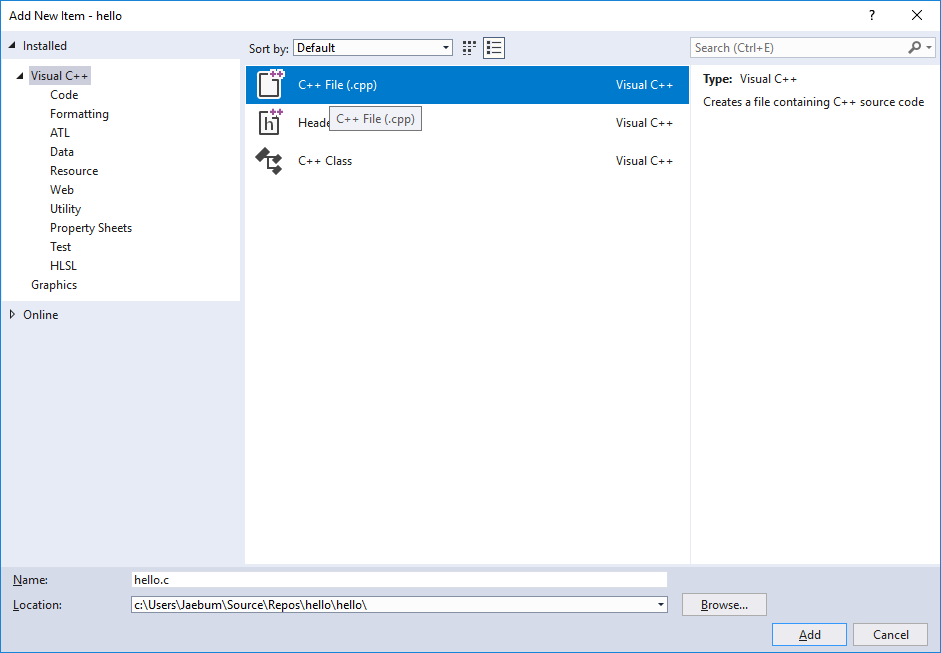 Add New Item - hello
?
Installed
Sort by: Default
Search (Ctrl+E)
Visual C++
Code
Formatting
ATL
Data
Resource
Web
Utility
Property Sheets
Test
HLSL
Graphics
Online
C++ File (.cpp) Visual C++
C++ File (.cpp)
Visual C++
C++ Class Visual C++
Type: Visual C++
Creates a file containing C++ source code
Name: hello.c
Location: c:\Users\Jaebum\Source\Repos\hello\hello\
Browse...
Add Cancel